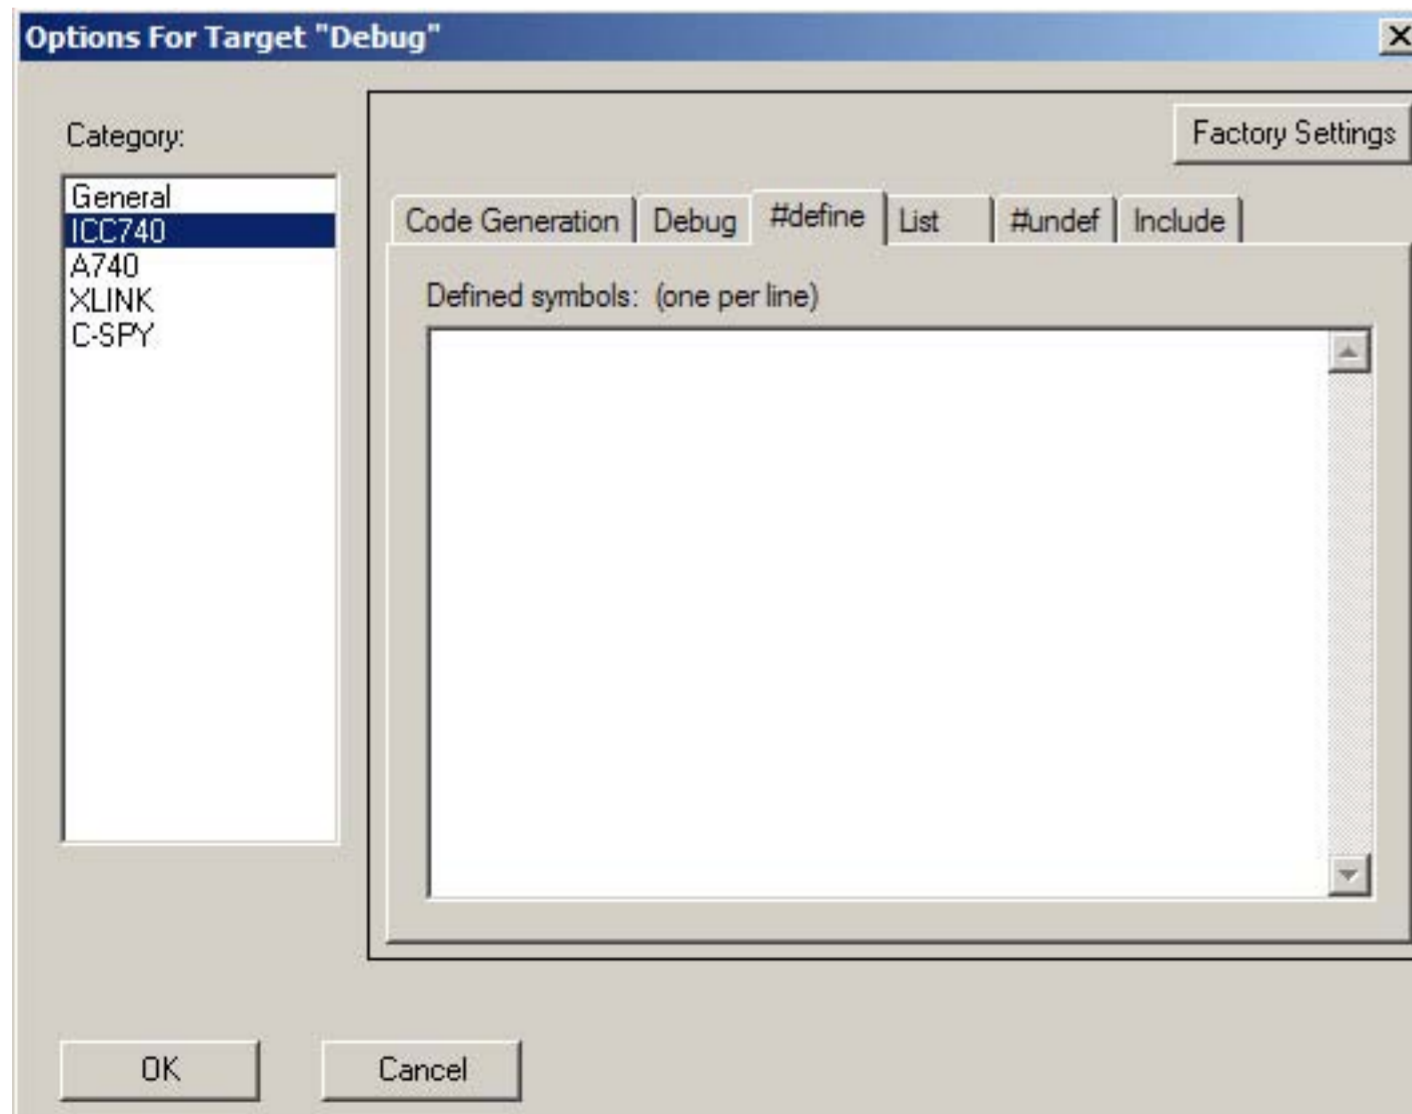 Options For Target "Debug"
Category:
Factory Settings
General
ICC740
A740
XLINK
C-SPY
Code Generation Debug #define List #undef Include
Defined symbols: (one per line)
OK Cancel